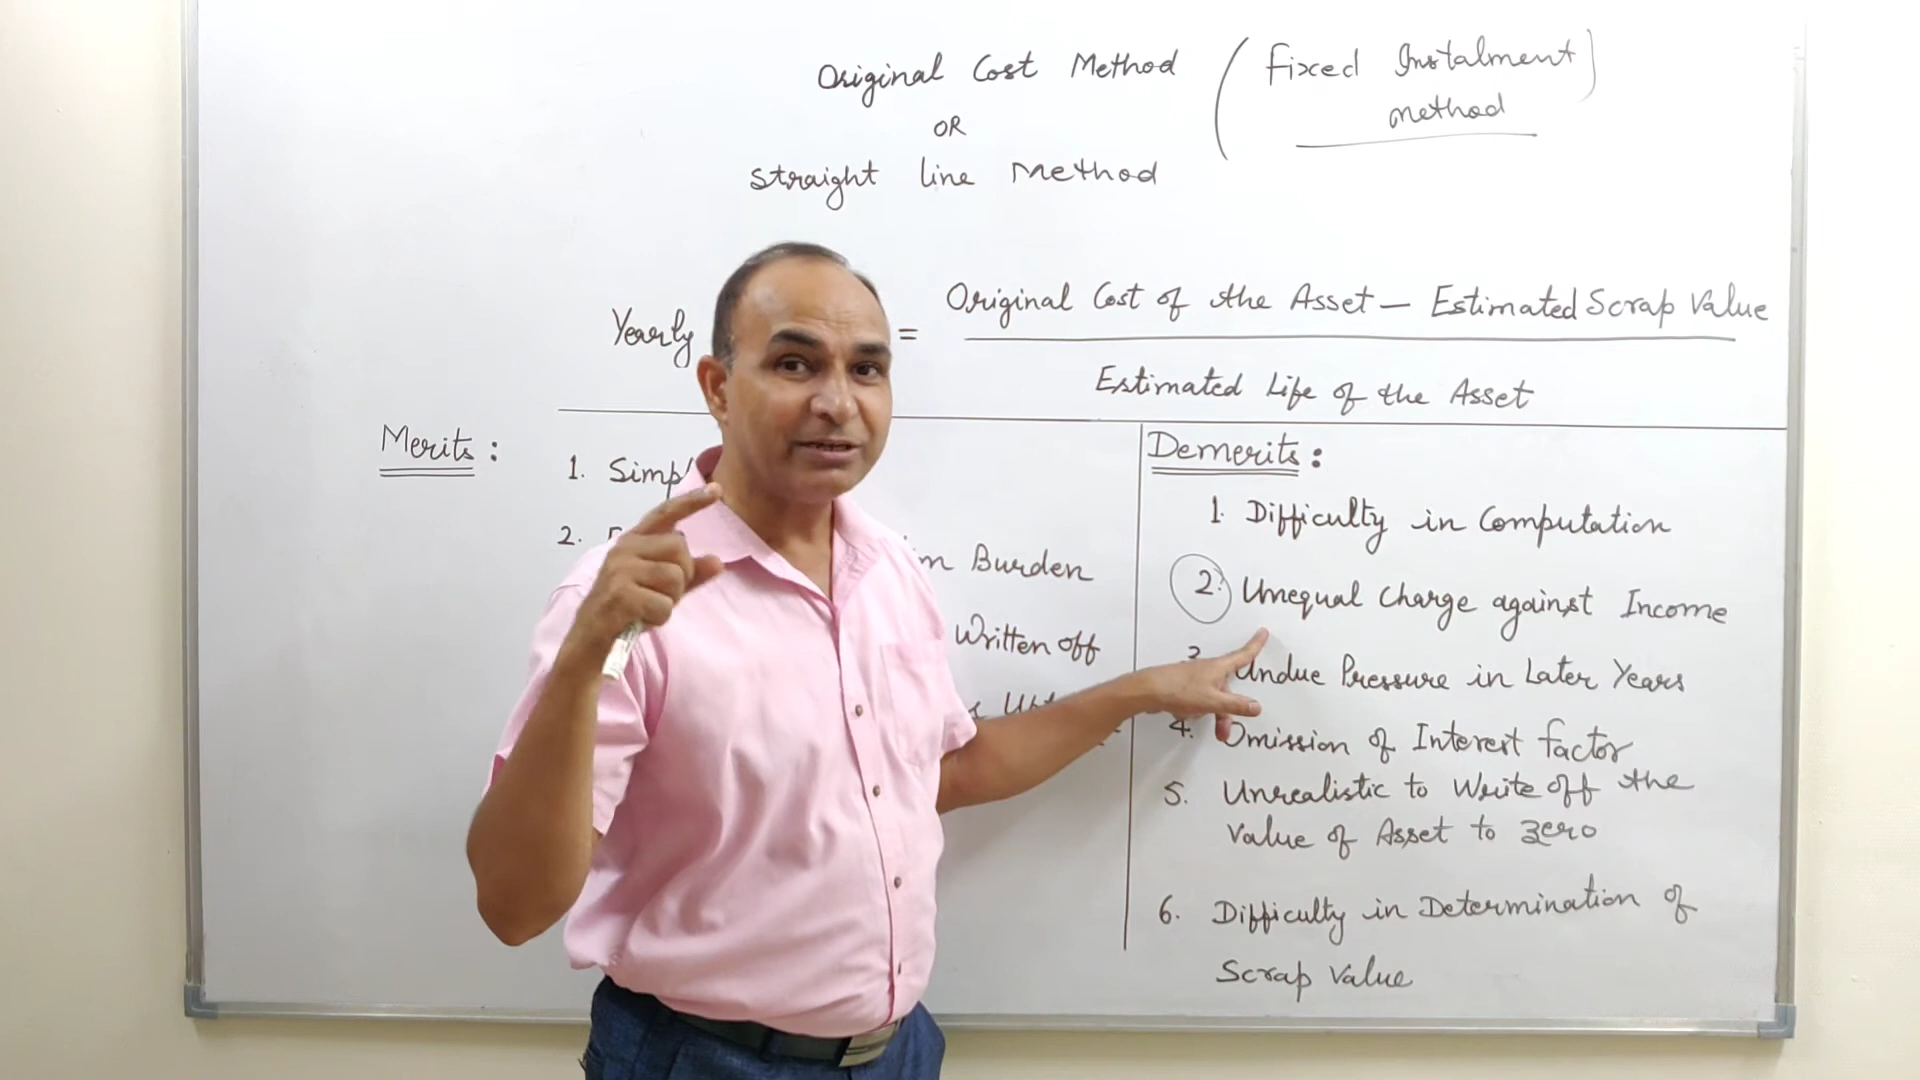 Original Cost Method (Fixed Instalment method)
OR
Straight line Method
Yearly = Original Cost of the Asset – Estimated Scrap Value
Estimated Life of the Asset
Merits :
1.
2.
m Burden
Written off
Demerits :
1. Difficulty in Computation
2. Unequal Charge against Income
3. Undue Pressure in Later Years
4. Omission of Interest factor
5. Unrealistic to Write off the
Value of Asset to zero
6. Difficulty in Determination of
Scrap Value